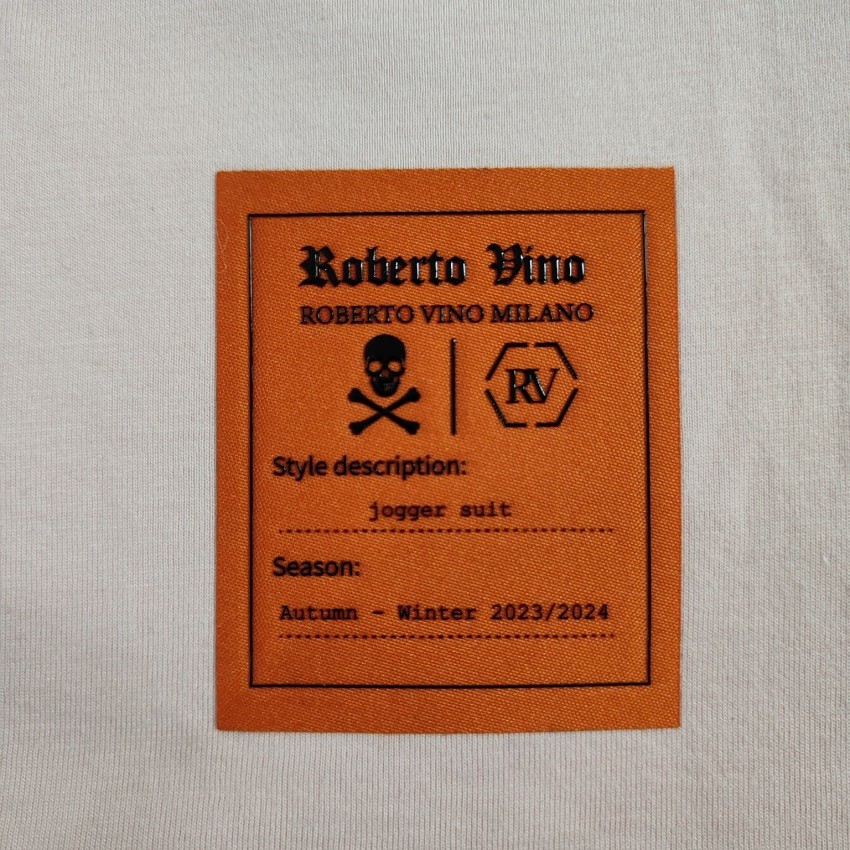 Roberto Vino
ROBERTO VINO MILANO
RV
Style description:
jogger suit
Season:
Autumn - Winter 2023/2024